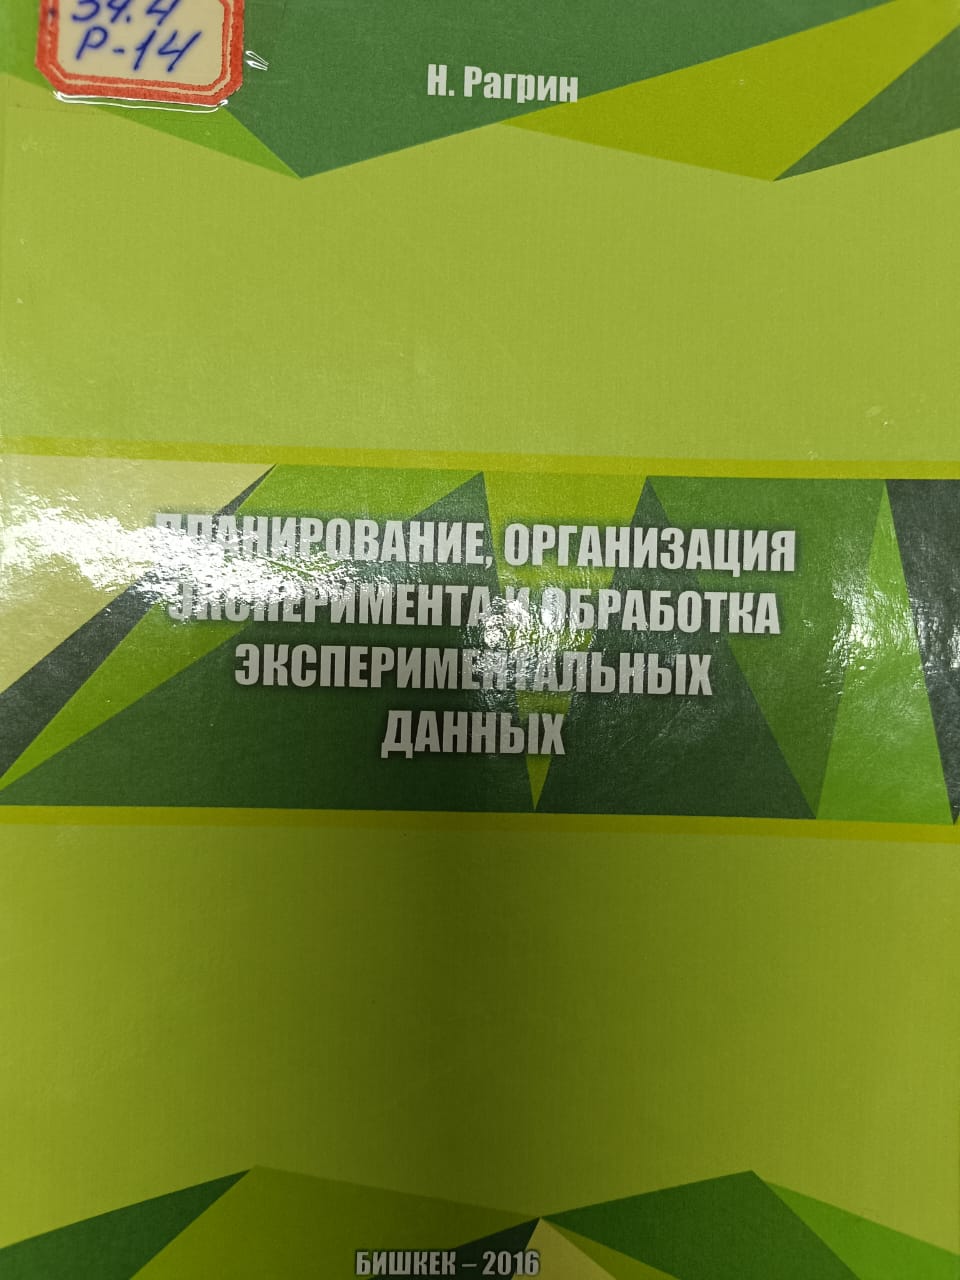 34.4
Р-14
Н. Рагрин
ПЛАНИРОВАНИЕ, ОРГАНИЗАЦИЯ
ЭКСПЕРИМЕНТА И ОБРАБОТКА
ЭКСПЕРИМЕНТАЛЬНЫХ
ДАННЫХ
БИШКЕК – 2016